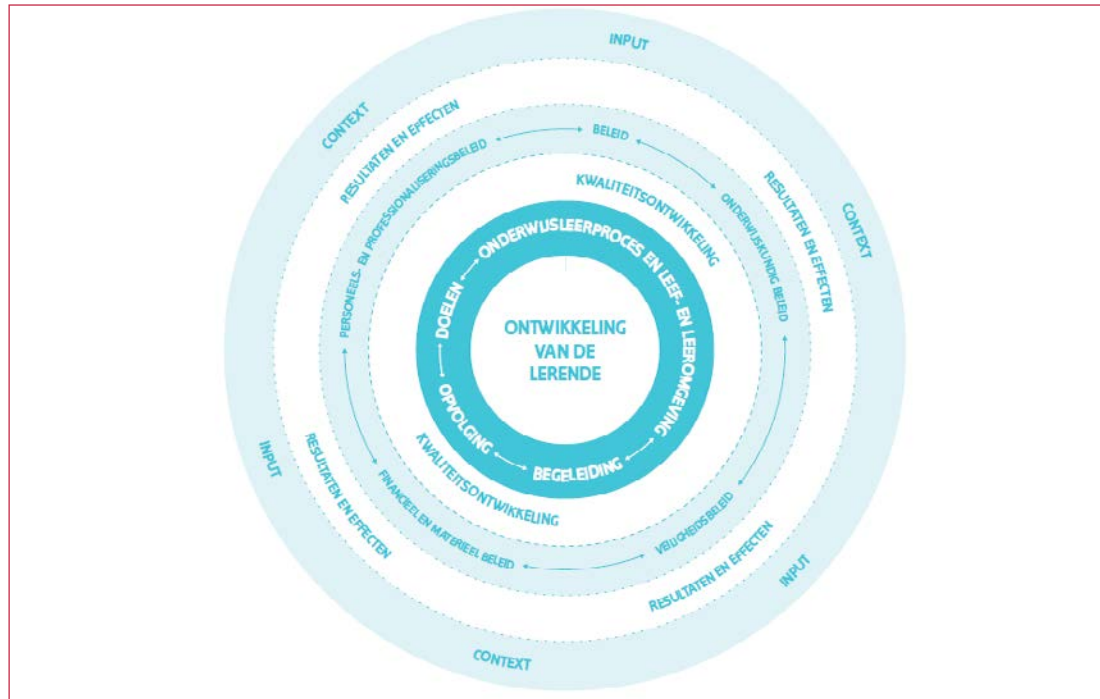 INPUT
CONTEXT
CONTEXT
INPUT
INPUT
CONTEXT
RESULTATEN EN EFFECTEN
RESULTATEN EN EFFECTEN
RESULTATEN EN EFFECTEN
RESULTATEN EN EFFECTEN
BELEID
ONDERWIJSKUNDIG BELEID
VEILIGHEIDSBELEID
FINANCIEEL EN MATERIEEL BELEID
PERSONEELS- EN PROFESSIONALISERINGSBELEID
KWALITEITSONTWIKKELING
KWALITEITSONTWIKKELING
ONDERWIJSLEERPROCES EN LEEF- EN LEEROMGEVING
BEGELEIDING
OPVOLGING
DOELEN
ONTWIKKELING
VAN DE
LERENDE